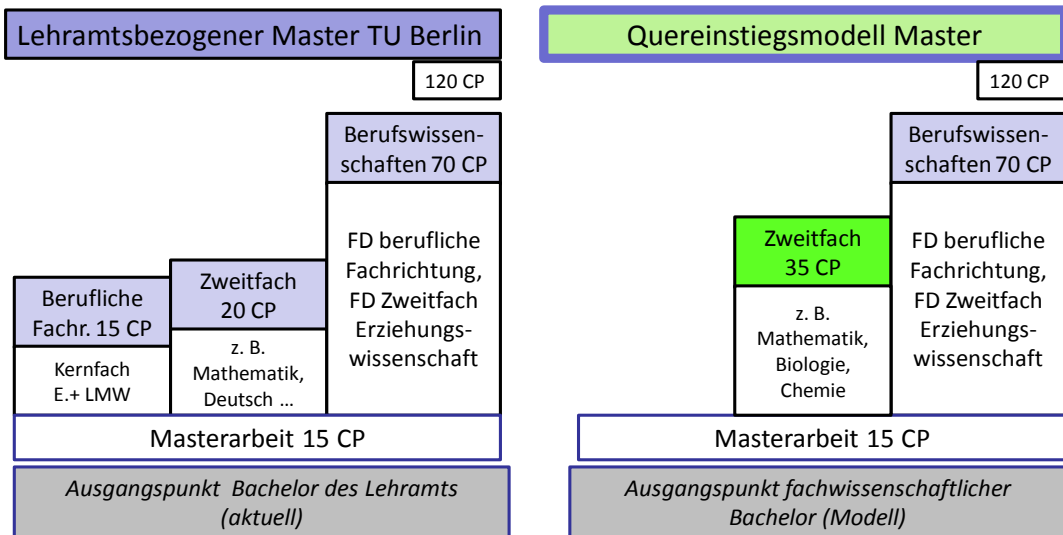 Lehramtsbezogener Master TU Berlin
120 CP
Berufswissen-
schaften 70 CP
FD berufliche
Fachrichtung,
FD Zweitfach
Erziehungs-
wissenschaft
Zweitfach
20 CP
z. B.
Mathematik,
Deutsch ...
Berufliche
Fachr. 15 CP
Kernfach
E.+ LMW
Masterarbeit 15 CP
Ausgangspunkt Bachelor des Lehramts
(aktuell)
Quereinstiegsmodell Master
120 CP
Berufswissen-
schaften 70 CP
FD berufliche
Fachrichtung,
FD Zweitfach
Erziehungs-
wissenschaft
Zweitfach
35 CP
z. B.
Mathematik,
Biologie,
Chemie
Masterarbeit 15 CP
Ausgangspunkt fachwissenschaftlicher
Bachelor (Modell)